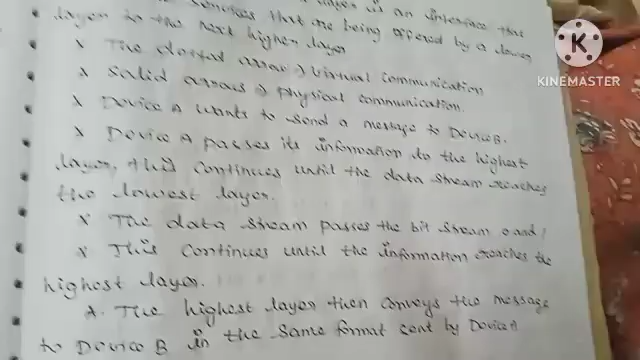 services that are being offered by a lower
layer is an interface that
layer to the next higher layer
x The dotted arrow → Virtual communication
x Solid arrows → physical communication.
x Device A wants to send a message to Device B.
x Device A passes its information to the highest
layer, this continues until the data stream reaches
the lowest layer.
x The data stream passes the bit stream 0 and 1
x This continues until the information reaches the
highest layer.
x. The highest layer then conveys the message
to Device B in the same format sent by Device A
K
KINEMASTER